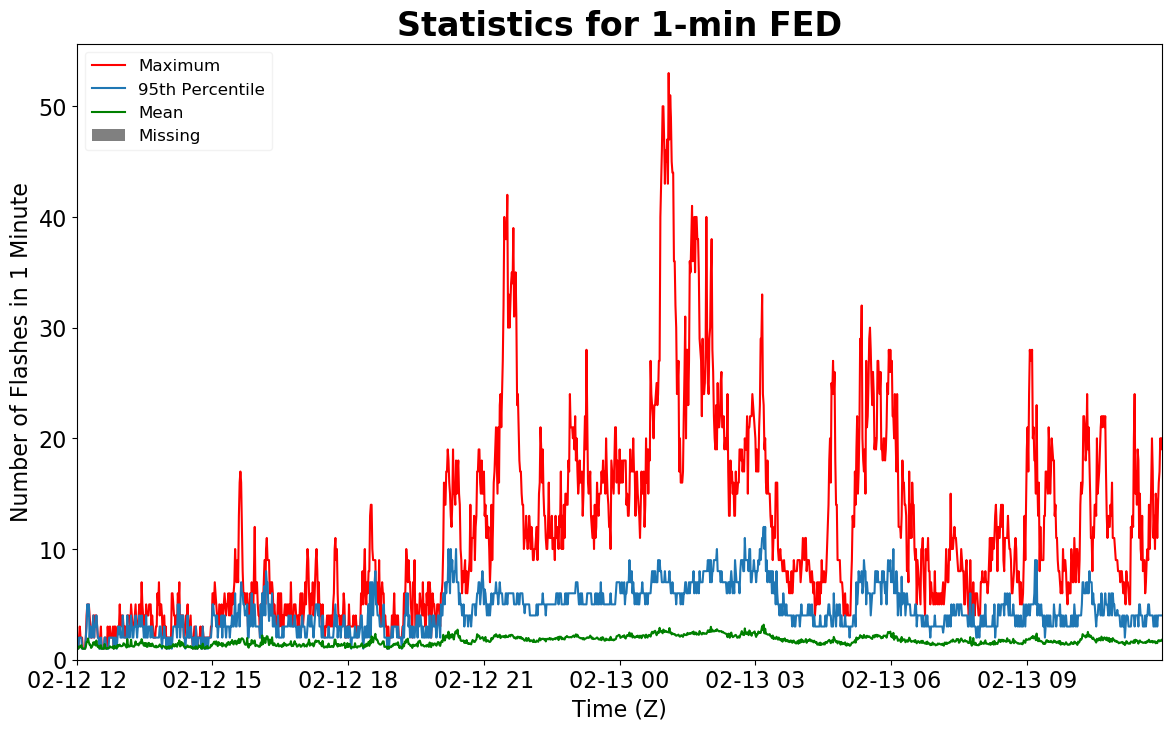 Statistics for 1-min FED
Maximum
95th Percentile
Mean
Missing
Number of Flashes in 1 Minute
50
40
30
20
10
0
02-12 12 02-12 15 02-12 18 02-12 21 02-13 00 02-13 03 02-13 06 02-13 09
Time (Z)